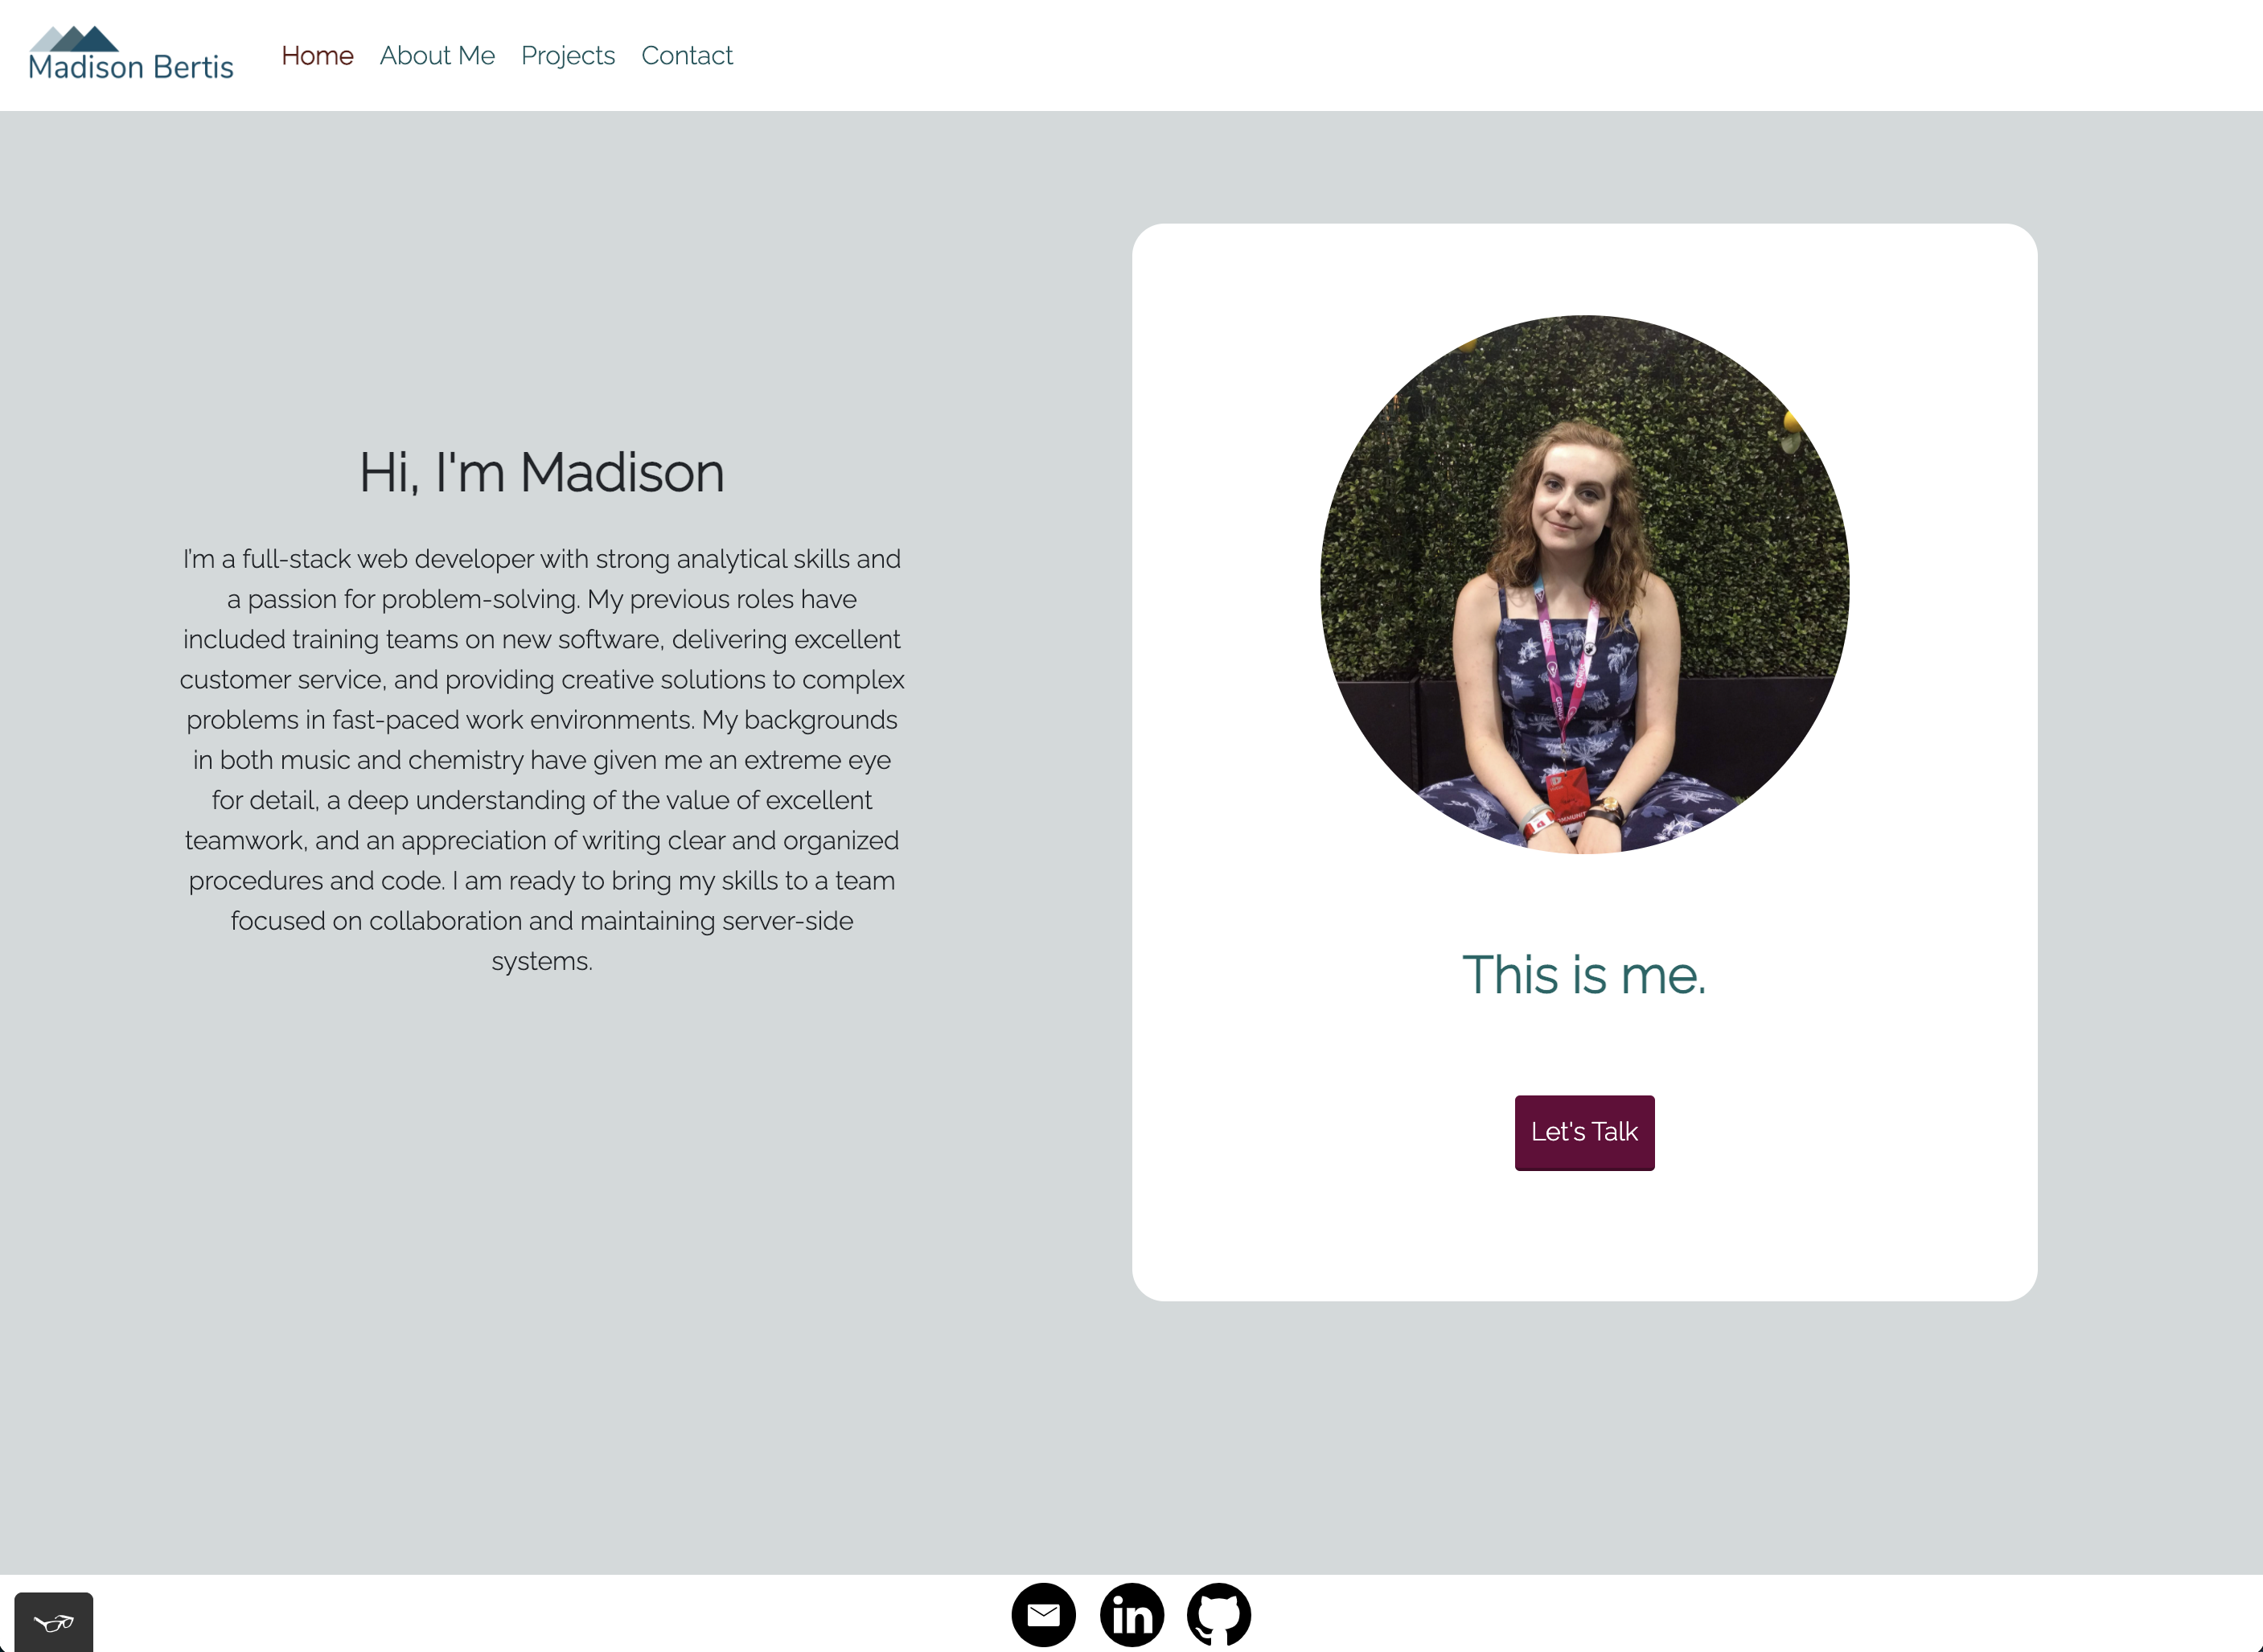 Madison Bertis
Home About Me Projects Contact
Hi, I'm Madison
I'm a full-stack web developer with strong analytical skills and
a passion for problem-solving. My previous roles have
included training teams on new software, delivering excellent
customer service, and providing creative solutions to complex
problems in fast-paced work environments. My backgrounds
in both music and chemistry have given me an extreme eye
for detail, a deep understanding of the value of excellent
teamwork, and an appreciation of writing clear and organized
procedures and code. I am ready to bring my skills to a team
focused on collaboration and maintaining server-side
systems.
This is me.
Let's Talk
in